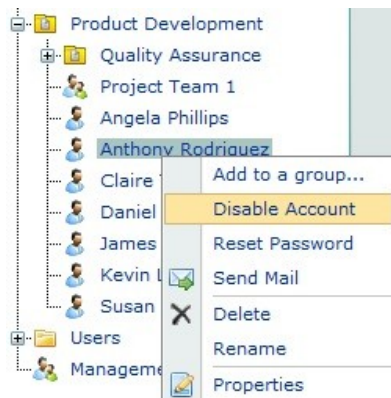 Product Development
Quality Assurance
Project Team 1
Angela Phillips
Anthony Rodriguez
Claire
Daniel
James
Kevin L
Susan
Users
Manageme
Add to a group...
Disable Account
Reset Password
Send Mail
Delete
Rename
Properties